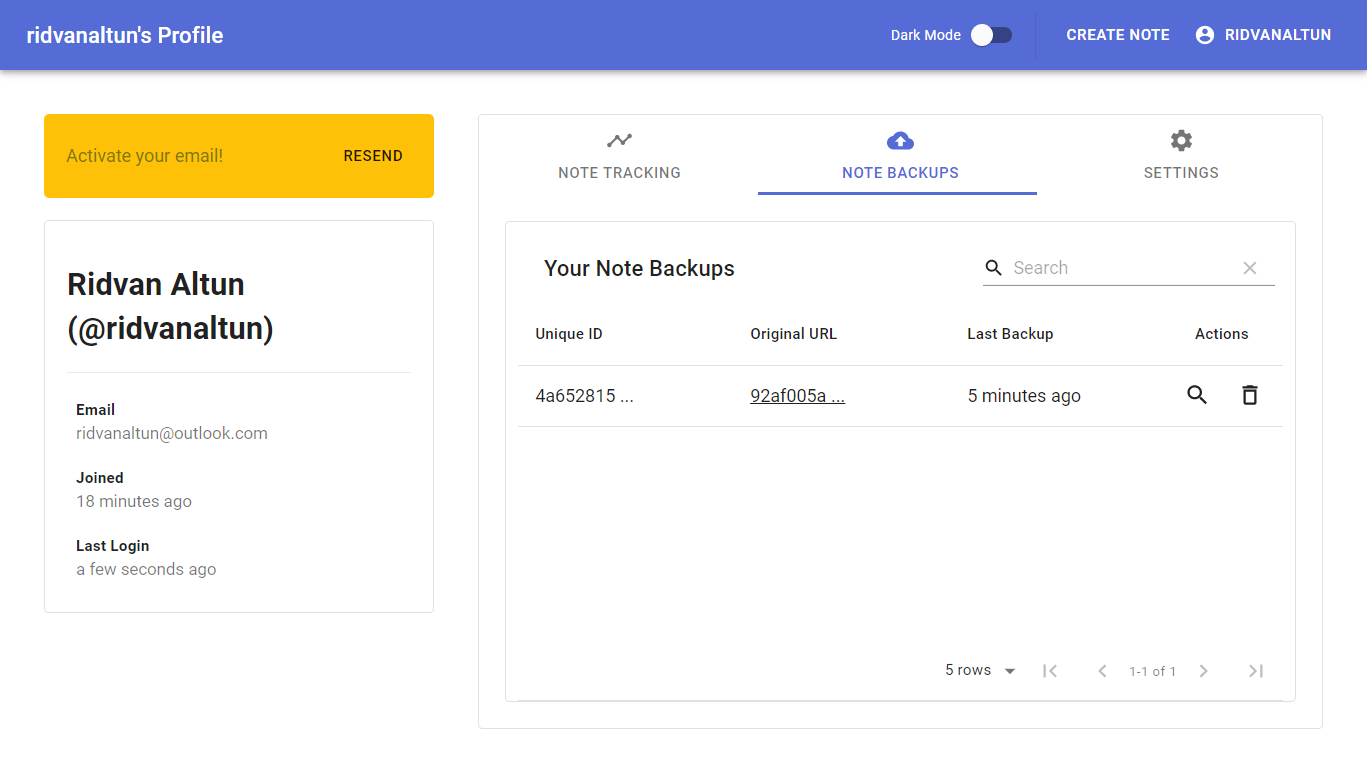 ridvanaltun's Profile
Dark Mode
CREATE NOTE
RIDVANALTUN
Activate your email!
RESEND
Ridvan Altun
(@ridvanaltun)
Email
ridvanaltun@outlook.com
Joined
18 minutes ago
Last Login
a few seconds ago
NOTE TRACKING
NOTE BACKUPS
SETTINGS
Your Note Backups
Search
Unique ID Original URL Last Backup Actions
4a652815 ... 92af005a ... 5 minutes ago
5 rows
1-1 of 1